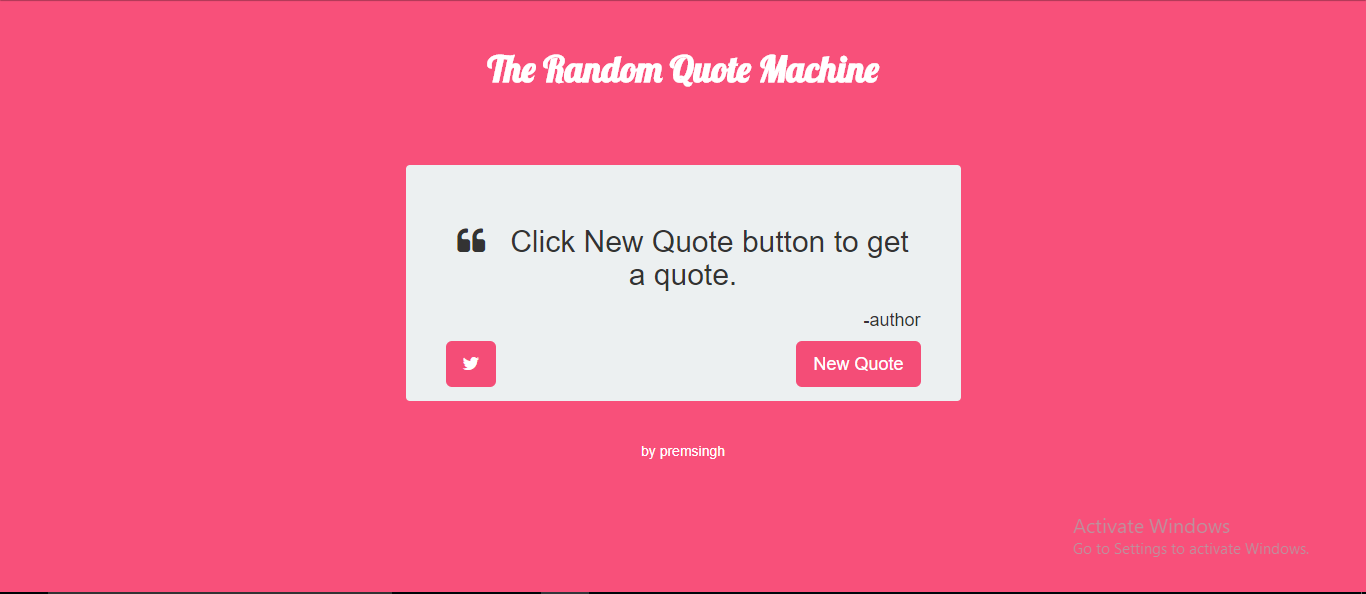 The Random Quote Machine
Click New Quote button to get
a quote.
-author
New Quote
by premsingh
Activate Windows
Go to Settings to activate Windows.